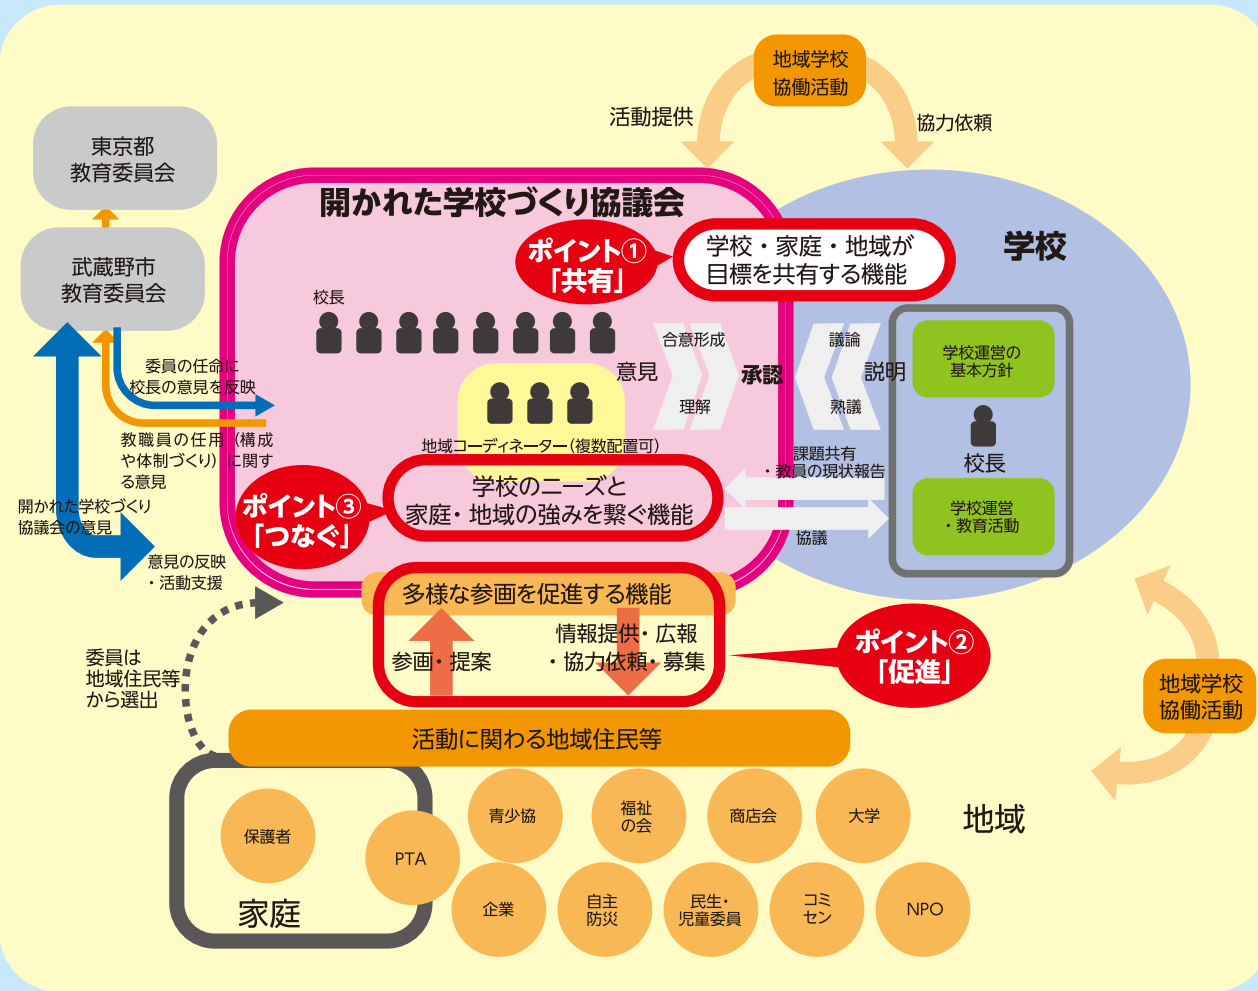 地域学校
協働活動
活動提供
協力依頼
東京都
教育委員会
武蔵野市
教育委員会
開かれた学校づくり協議会
ポイント①
「共有」
学校・家庭・地域が
目標を共有する機能
学校
校長
合意形成
意見
理解
承認
議論
説明
熟議
学校運営の
基本方針
校長
学校運営
・教育活動
委員の任命に
校長の意見を反映
教職員の任用(構成
や体制づくり)に関す
る意見
地域コーディネーター(複数配置可)
課題共有
・教員の現状報告
協議
ポイント③
「つなぐ」
学校のニーズと
家庭・地域の強みを繋ぐ機能
開かれた学校づくり
協議会の意見
意見の反映
・活動支援
多様な参画を促進する機能
参画・提案
情報提供・広報
・協力依頼・募集
ポイント②
「促進」
委員は
地域住民等
から選出
地域学校
協働活動
活動に関わる地域住民等
保護者
PTA
家庭
青少協
福祉
の会
商店会
大学
地域
企業
自主
防災
民生・
児童委員
コミ
セン
NPO